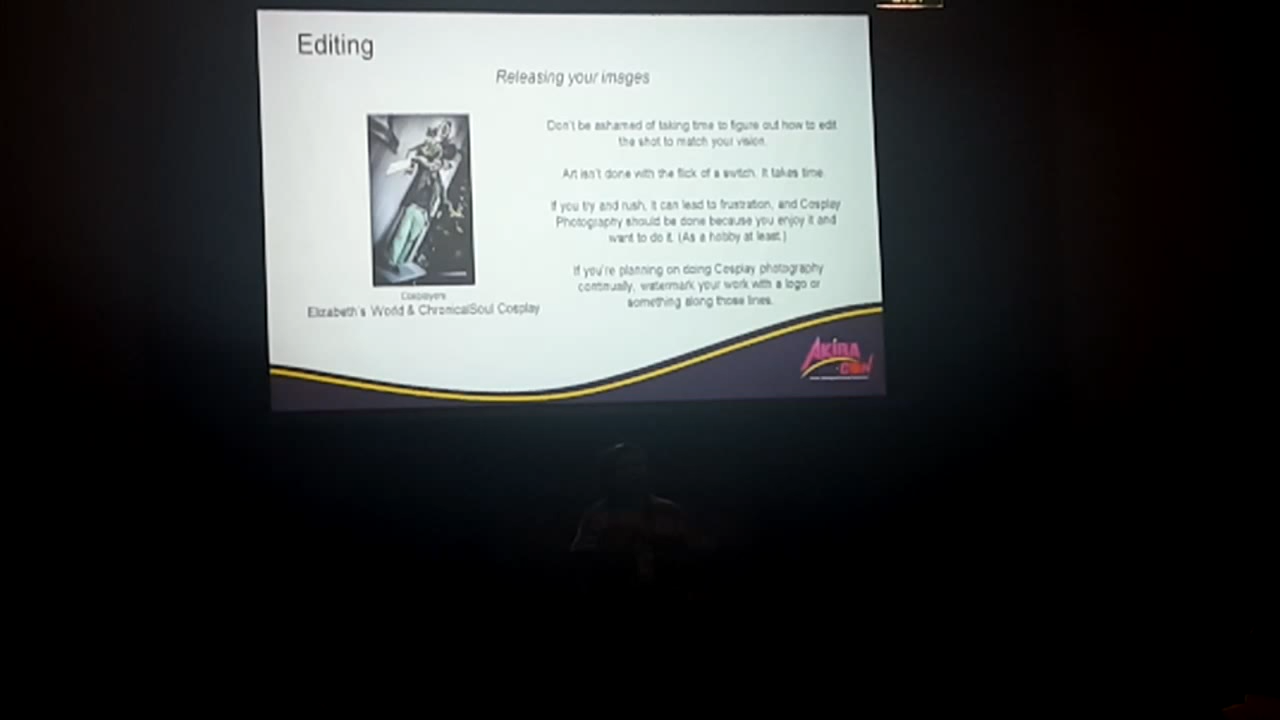 Editing
Releasing your images
Don't be ashamed of taking time to figure out how to edit
the shot to match your vision.
Art isn't done with the flick of a switch. It takes time.
If you try and rush, it can lead to frustration, and Cosplay
Photography should be done because you enjoy it and
want to do it. (As a hobby at least.)
If you're planning on doing Cosplay photography
continually, watermark your work with a logo or
something along those lines.
Cosplayers
Elizabeth's World & ChronicalSoul Cosplay
AKIRA
CON